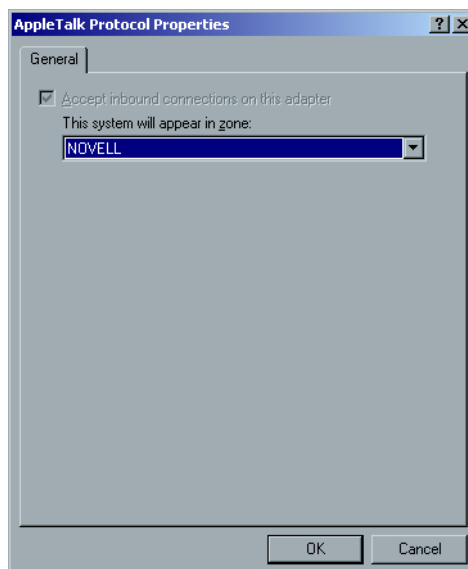 AppleTalk Protocol Properties
General
Accept inbound connections on this adapter
This system will appear in zone:
NOVELL
OK
Cancel